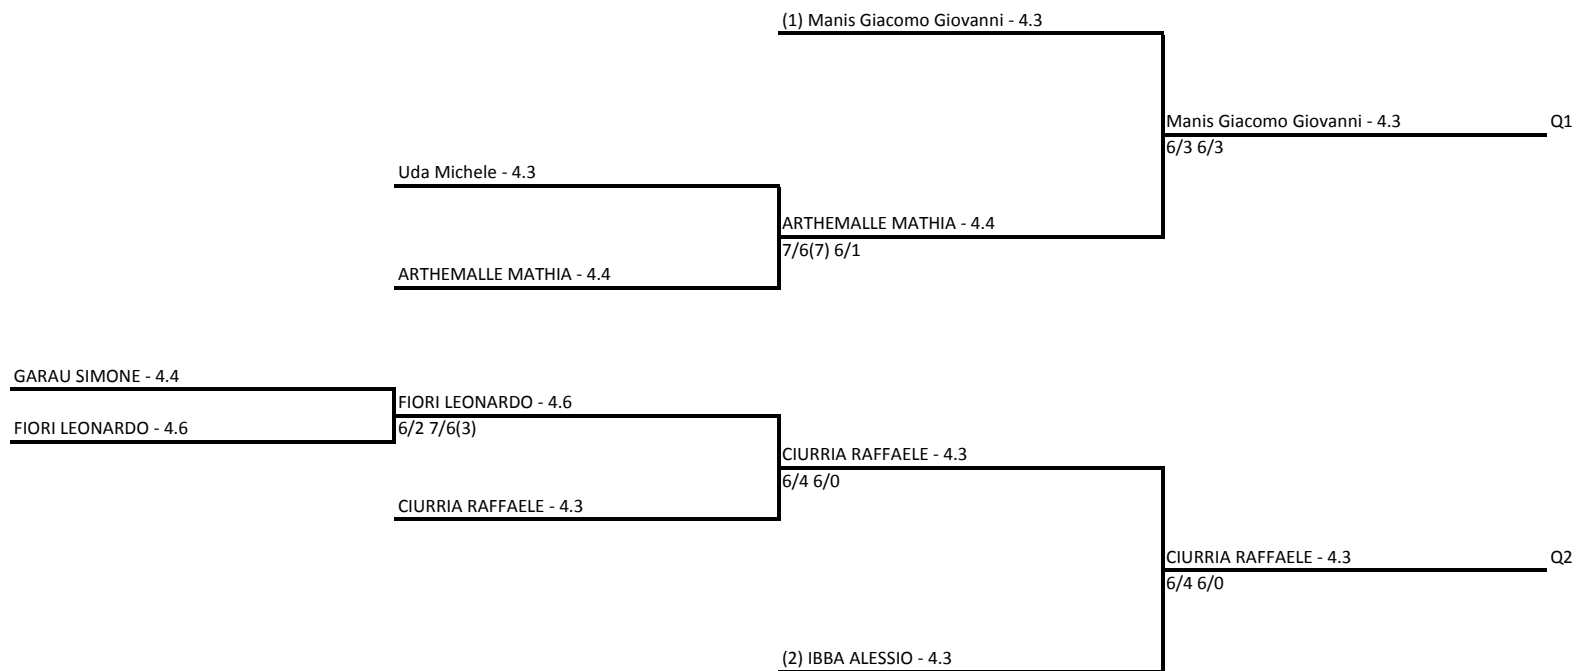 (1) Manis Giacomo Giovanni - 4.3
Manis Giacomo Giovanni - 4.3
Q1
6/3 6/3
Uda Michele - 4.3
ARTHEMALLE MATHIA - 4.4
7/6(7) 6/1
ARTHEMALLE MATHIA - 4.4
GARAU SIMONE - 4.4
FIORI LEONARDO - 4.6
FIORI LEONARDO - 4.6
6/2 7/6(3)
CIURRIA RAFFAELE - 4.3
6/4 6/0
CIURRIA RAFFAELE - 4.3
CIURRIA RAFFAELE - 4.3
Q2
6/4 6/0
(2) IBBA ALESSIO - 4.3